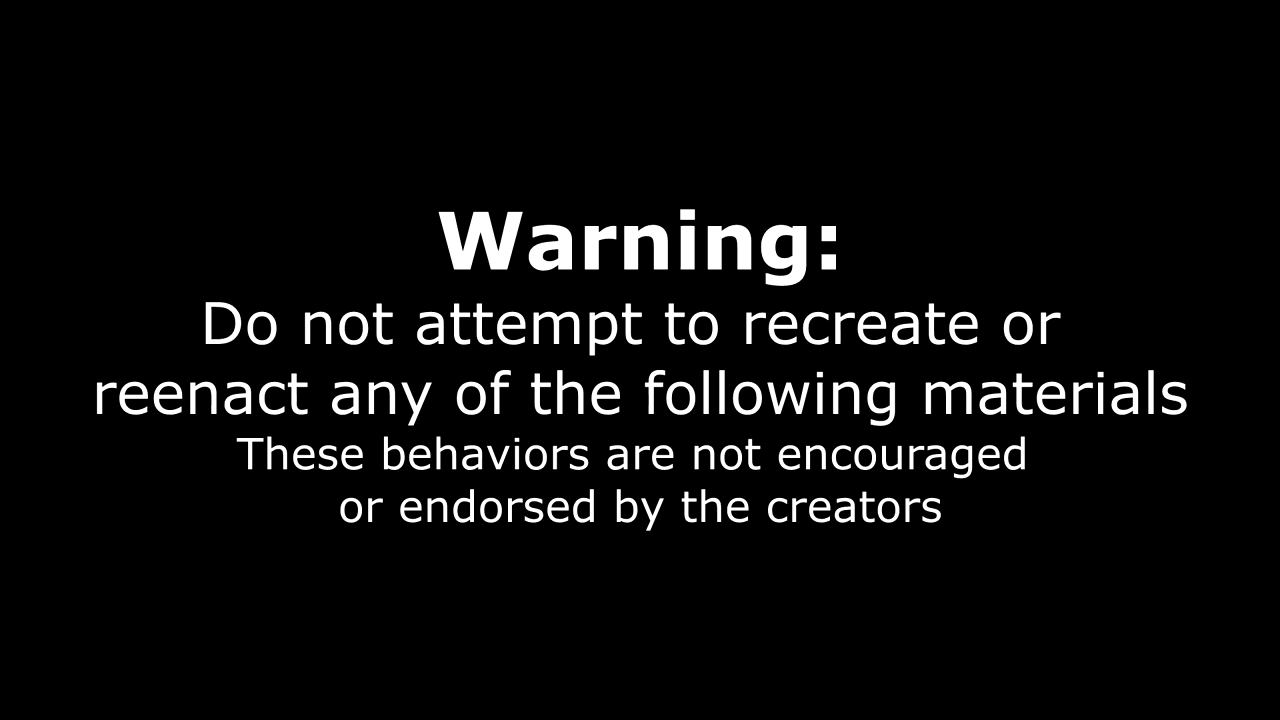 Warning:
Do not attempt to recreate or
reenact any of the following materials
These behaviors are not encouraged
or endorsed by the creators